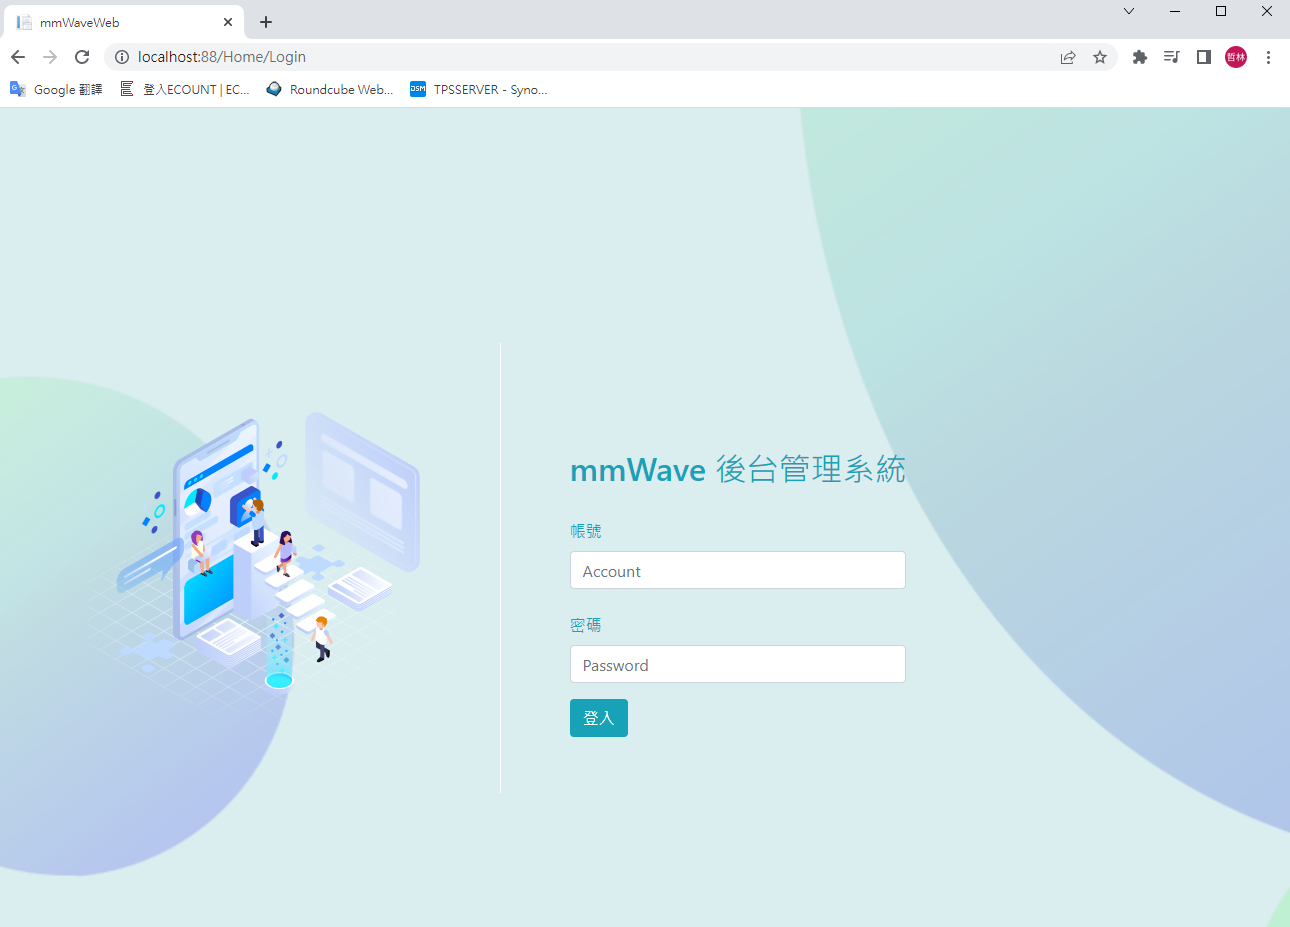 mmWaveWeb
localhost:88/Home/Login
哲林
Google 翻譯
登入ECOUNT | EC...
Roundcube Web...
DSM
TPSSERVER - Syno...
mmWave 後台管理系統
帳號
Account
密碼
Password
登入